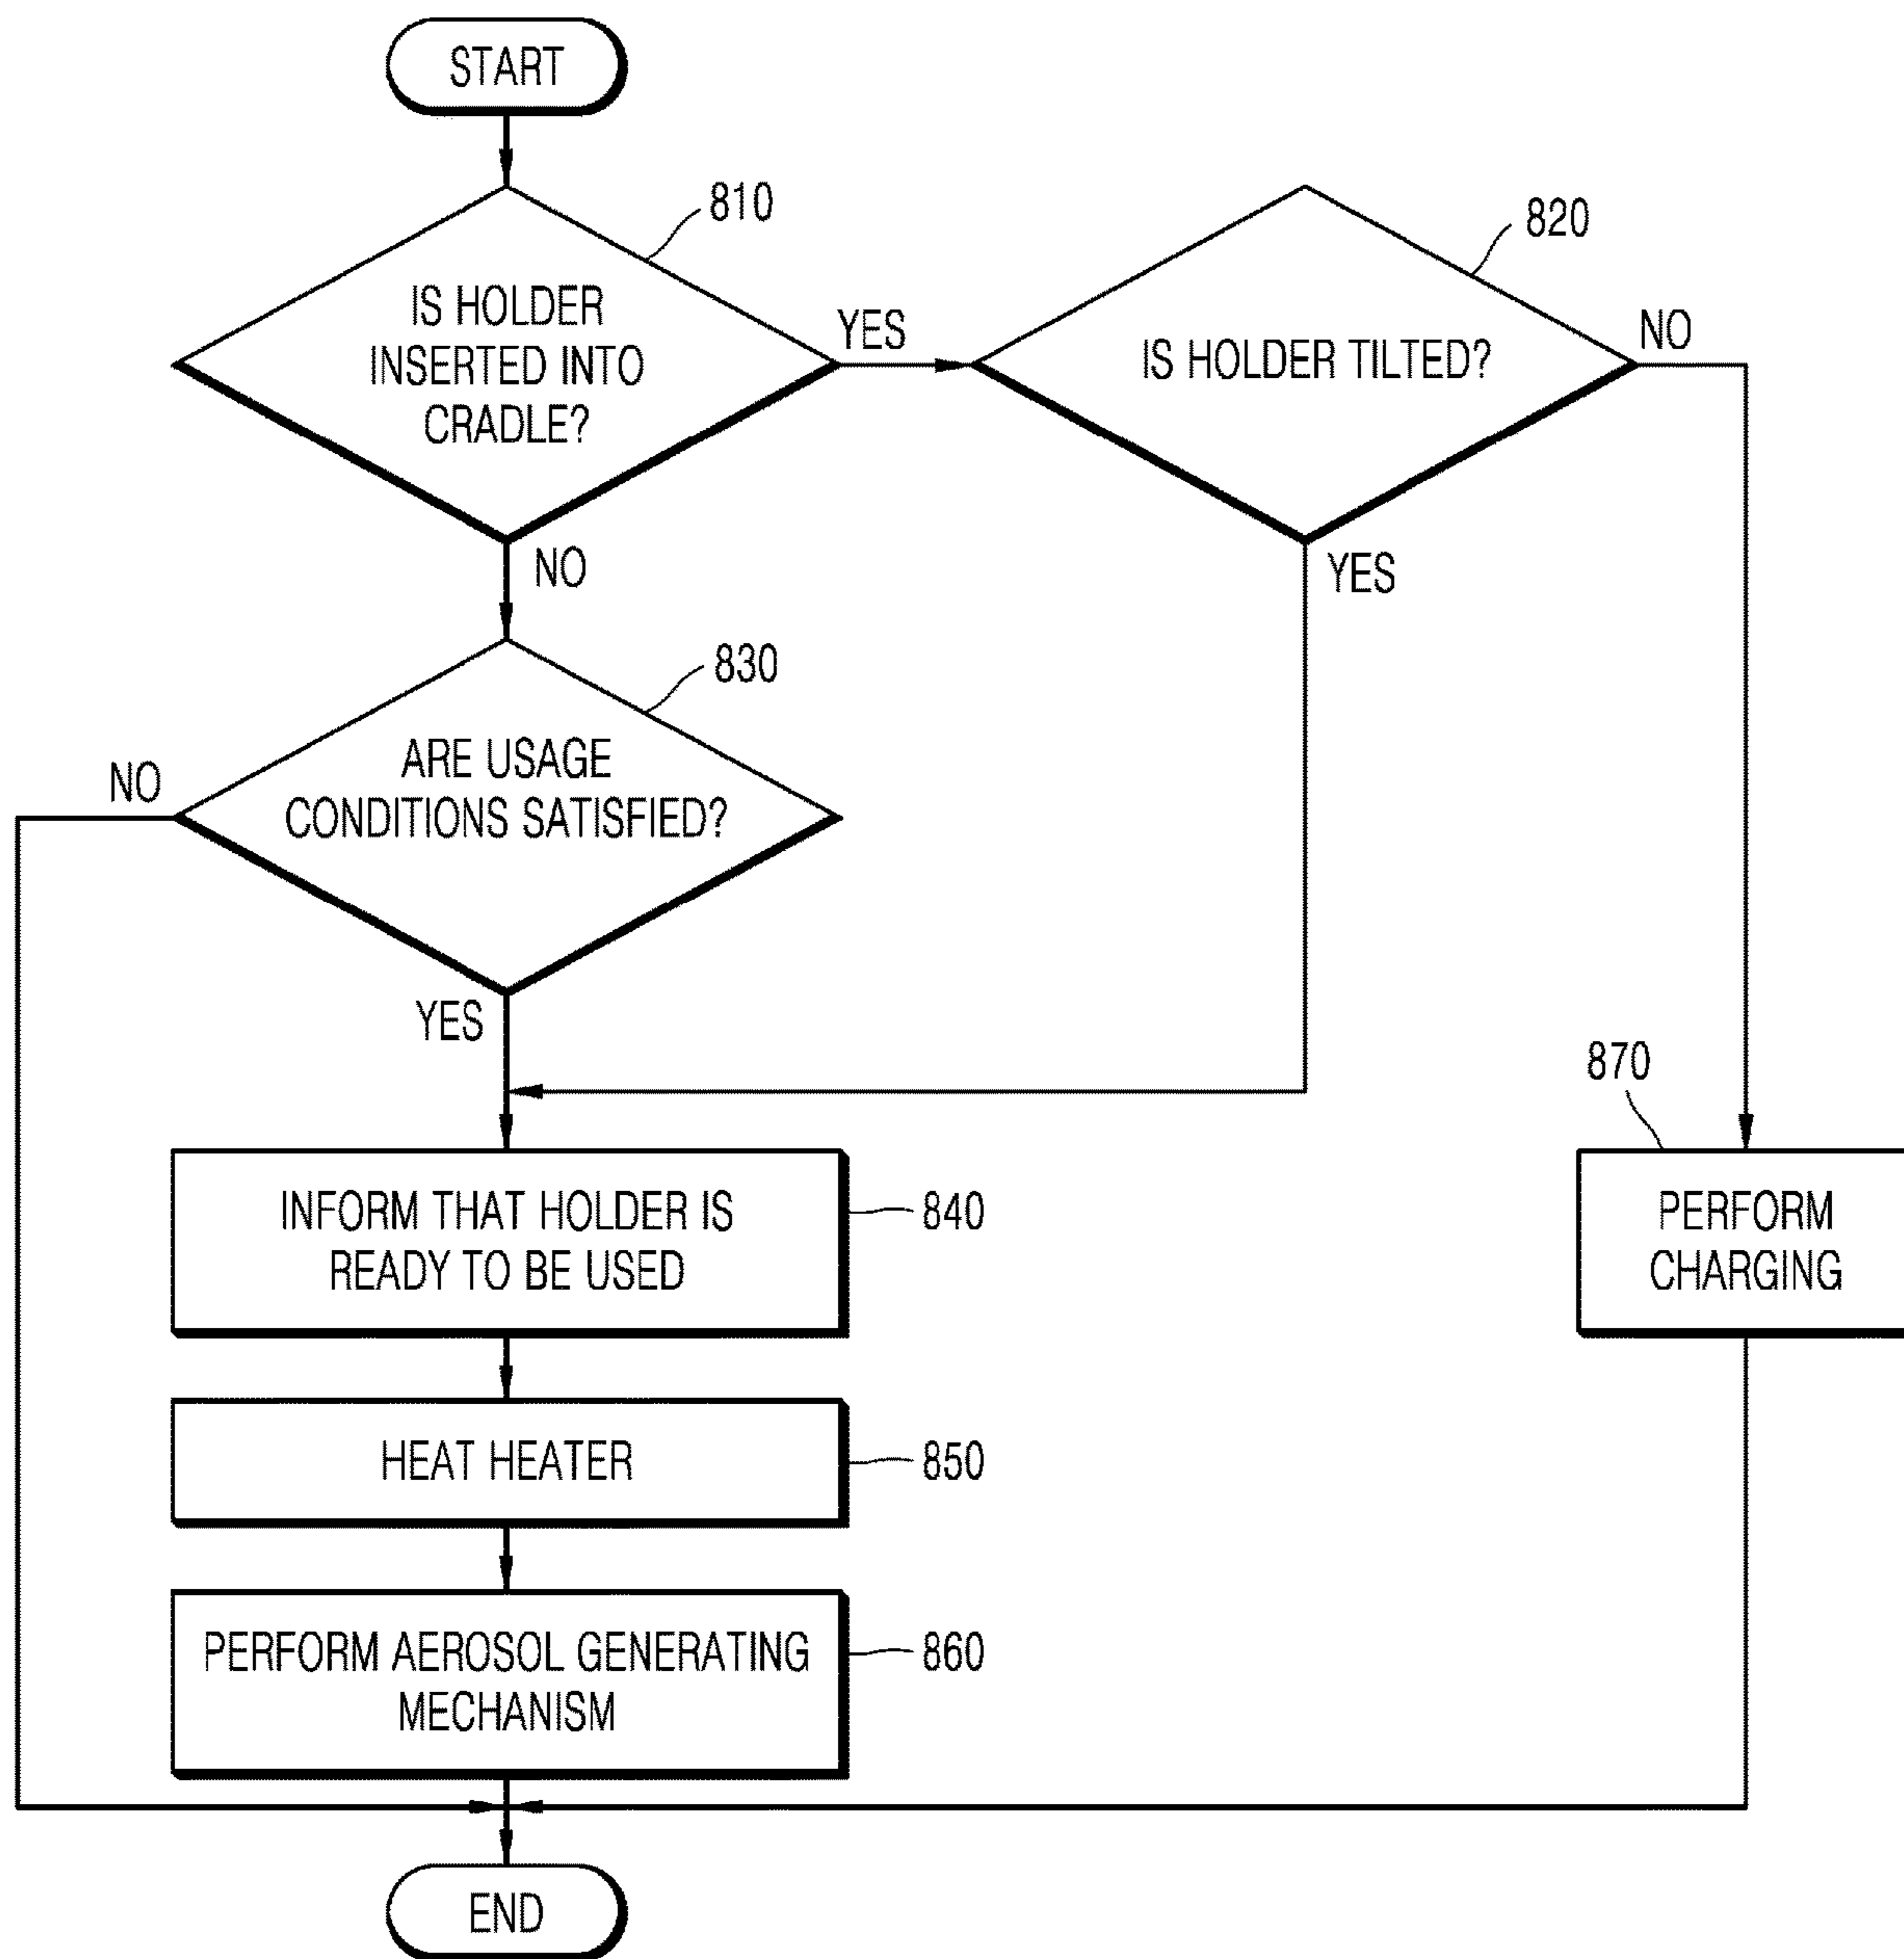 START
810
IS HOLDER
INSERTED INTO
CRADLE?
YES
820
IS HOLDER TILTED?
NO
NO
YES
830
ARE USAGE
CONDITIONS SATISFIED?
NO
YES
840
INFORM THAT HOLDER IS
READY TO BE USED
870
PERFORM
CHARGING
HEAT HEATER
850
PERFORM AEROSOL GENERATING
MECHANISM
860
END